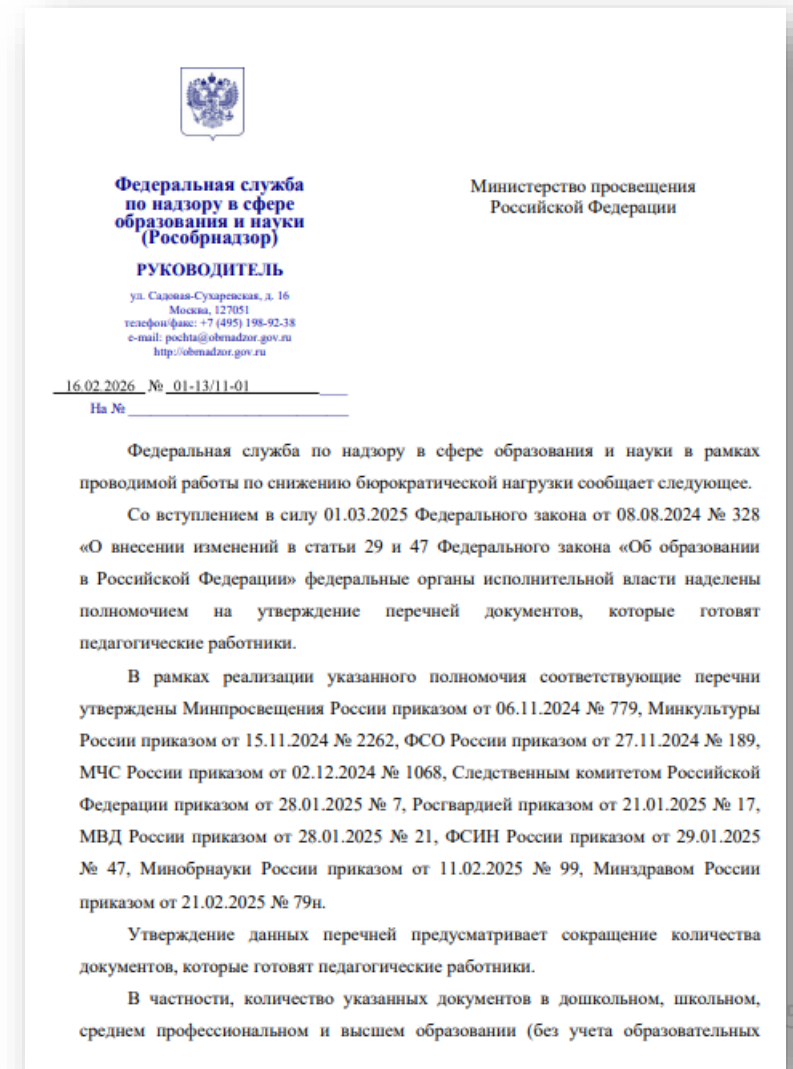 Федеральная служба
по надзору в сфере
образования и науки
(Рособрнадзор)
РУКОВОДИТЕЛЬ
ул. Садовая-Сухаревская, д. 16
Москва, 127051
телефон/факс: +7 (495) 198-92-38
e-mail: pochta@obrnadzor.gov.ru
http://obrnadzor.gov.ru
16.02.2026 № 01-13/11-01
На №
Министерство просвещения
Российской Федерации
Федеральная служба по надзору в сфере образования и науки в рамках
проводимой работы по снижению бюрократической нагрузки сообщает следующее.
Со вступлением в силу 01.03.2025 Федерального закона от 08.08.2024 № 328
«О внесении изменений в статьи 29 и 47 Федерального закона «Об образовании
в Российской Федерации» федеральные органы исполнительной власти наделены
полномочием на утверждение перечней документов, которые готовят
педагогические работники.
В рамках реализации указанного полномочия соответствующие перечни
утверждены Минпросвещения России приказом от 06.11.2024 № 779, Минкультуры
России приказом от 15.11.2024 № 2262, ФСО России приказом от 27.11.2024 № 189,
МЧС России приказом от 02.12.2024 № 1068, Следственным комитетом Российской
Федерации приказом от 28.01.2025 № 7, Росгвардией приказом от 21.01.2025 № 17,
МВД России приказом от 28.01.2025 № 21, ФСИН России приказом от 29.01.2025
№ 47, Минобрнауки России приказом от 11.02.2025 № 99, Минздравом России
приказом от 21.02.2025 № 79н.
Утверждение данных перечней предусматривает сокращение количества
документов, которые готовят педагогические работники.
В частности, количество указанных документов в дошкольном, школьном,
среднем профессиональном и высшем образовании (без учета образовательных